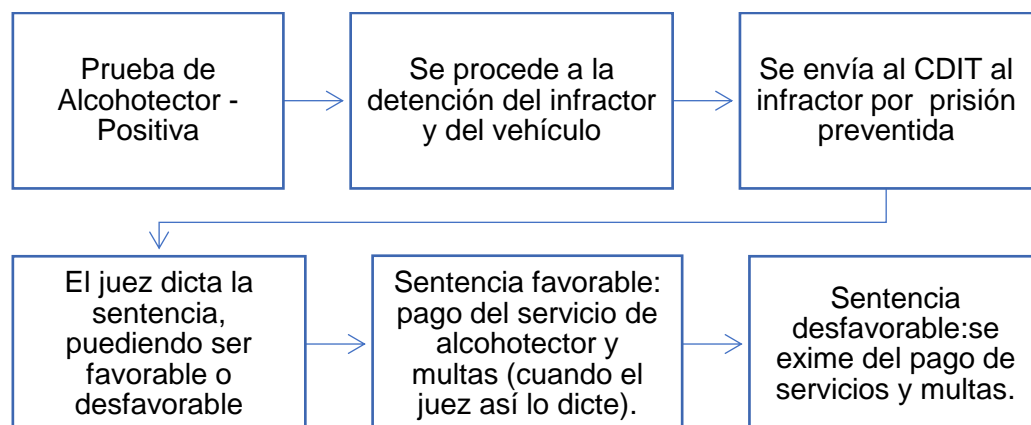 Prueba de
Alcohotector -
Positiva
Se procede a la
detención del infractor
y del vehículo
Se envía al CDIT al
infractor por prisión
preventida
El juez dicta la
sentencia,
puediendo ser
favorable o
desfavorable
Sentencia favorable:
pago del servicio de
alcohotector y
multas (cuando el
juez así lo dicte).
Sentencia
desfavorable:se
exime del pago de
servicios y multas.